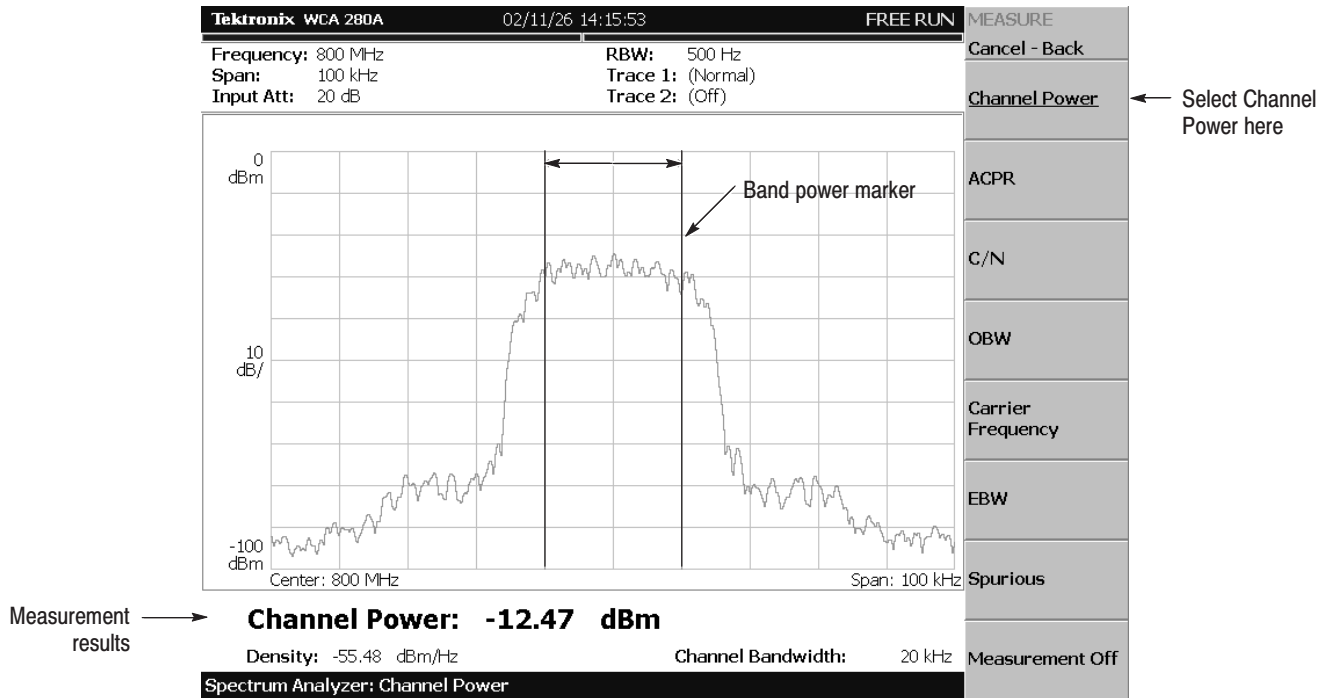 Tektronix WCA 280A 02/11/26 14:15:53 FREE RUN
Frequency: 800 MHz
Span: 100 kHz
Input Att: 20 dB
RBW: 500 Hz
Trace 1: (Normal)
Trace 2: (Off)
MEASURE
Cancel - Back
Channel Power
ACPR
C/N
OBW
Carrier
Frequency
EBW
Spurious
Measurement Off
Select Channel
Power here
0
dBm
Band power marker
10
dB/
-100
dBm
Center: 800 MHz Span: 100 kHz
Measurement
results
Channel Power: -12.47 dBm
Density: -55.48 dBm/Hz Channel Bandwidth: 20 kHz
Spectrum Analyzer: Channel Power